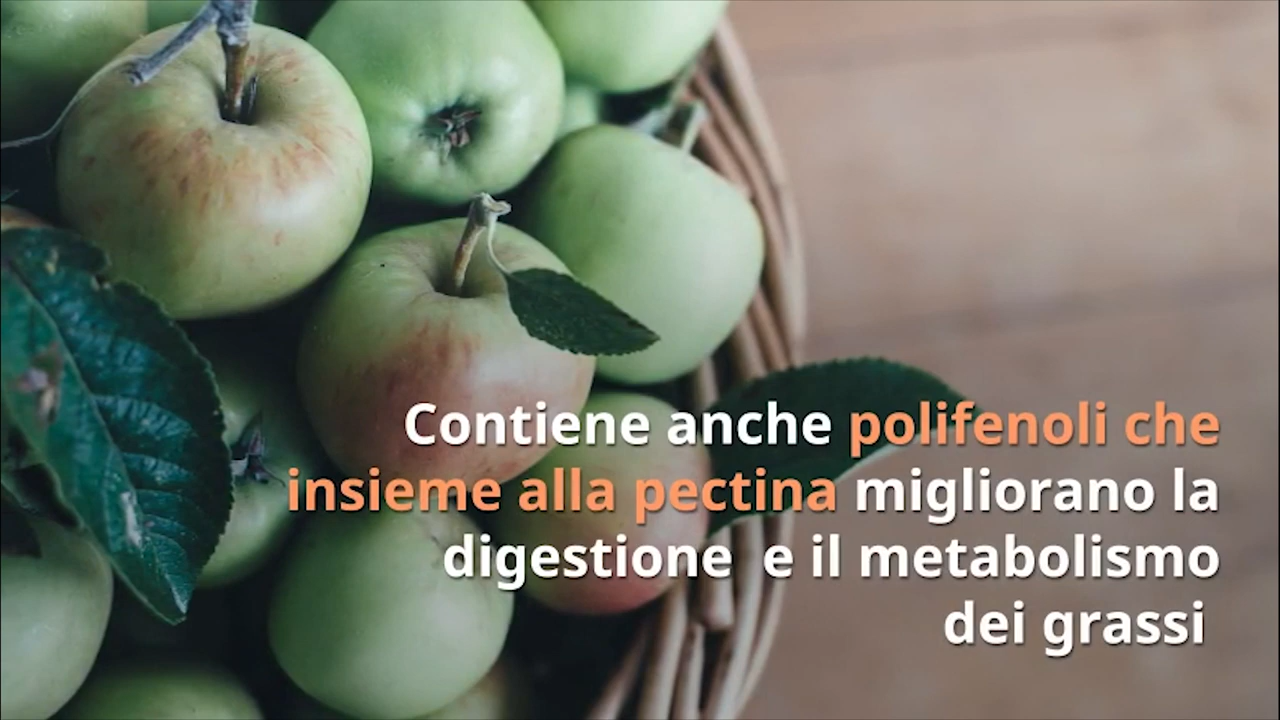 Contiene anche polifenoli che
insieme alla pectina migliorano la
digestione  e il metabolismo
dei grassi